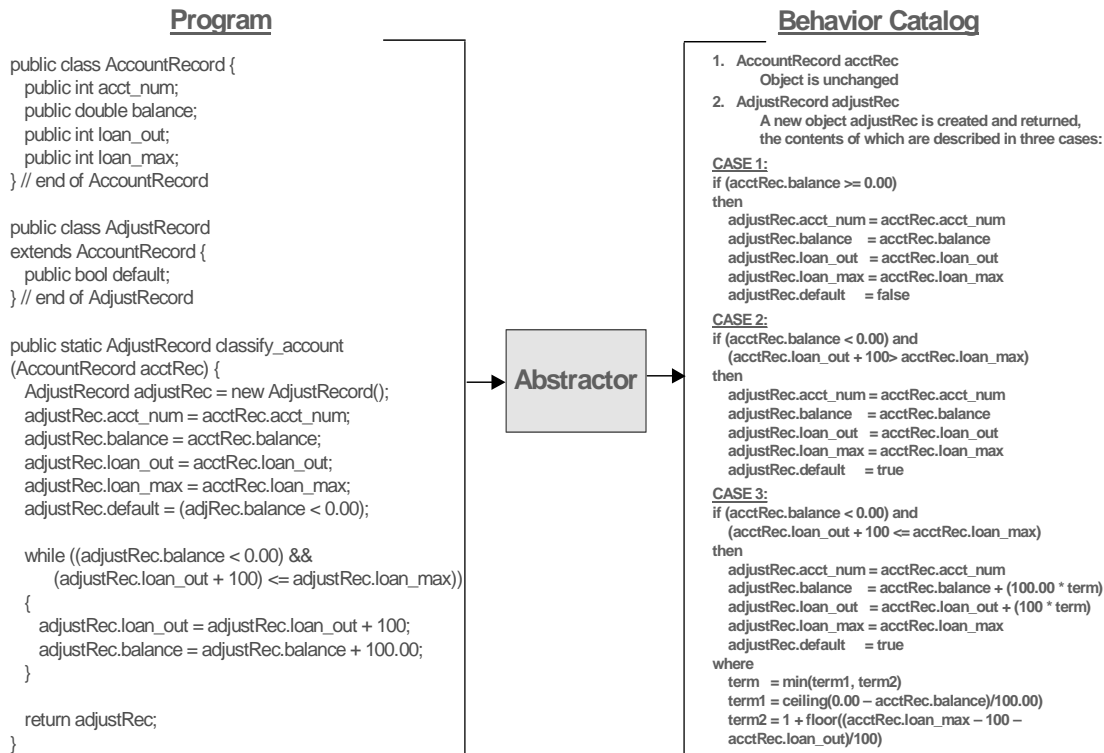 Program
public class AccountRecord {
public int acct_num;
public double balance;
public int loan_out;
public int loan_max;
} // end of AccountRecord
public class AdjustRecord
extends AccountRecord {
public bool default;
} // end of AdjustRecord
public static AdjustRecord classify_account
(AccountRecord acctRec) {
AdjustRecord adjustRec = new AdjustRecord();
adjustRec.acct_num = acctRec.acct_num;
adjustRec.balance = acctRec.balance;
adjustRec.loan_out = acctRec.loan_out;
adjustRec.loan_max = acctRec.loan_max;
adjustRec.default = (adjRec.balance < 0.00);
while ((adjustRec.balance < 0.00) &&
(adjustRec.loan_out + 100) <= adjustRec.loan_max))
{
adjustRec.loan_out = adjustRec.loan_out + 100;
adjustRec.balance = adjustRec.balance + 100.00;
}
return adjustRec;
}
Abstractor
Behavior Catalog
1. AccountRecord acctRec
Object is unchanged
2. AdjustRecord adjustRec
A new object adjustRec is created and returned,
the contents of which are described in three cases:
CASE 1:
if (acctRec.balance >= 0.00)
then
adjustRec.acct_num = acctRec.acct_num
adjustRec.balance = acctRec.balance
adjustRec.loan_out = acctRec.loan_out
adjustRec.loan_max = acctRec.loan_max
adjustRec.default = false
CASE 2:
if (acctRec.balance < 0.00) and
(acctRec.loan_out + 100> acctRec.loan_max)
then
adjustRec.acct_num = acctRec.acct_num
adjustRec.balance = acctRec.balance
adjustRec.loan_out = acctRec.loan_out
adjustRec.loan_max = acctRec.loan_max
adjustRec.default = true
CASE 3:
if (acctRec.balance < 0.00) and
(acctRec.loan_out + 100 <= acctRec.loan_max)
then
adjustRec.acct_num = acctRec.acct_num
adjustRec.balance = acctRec.balance + (100.00 * term)
adjustRec.loan_out = acctRec.loan_out + (100 * term)
adjustRec.loan_max = acctRec.loan_max
adjustRec.default = true
where
term = min(term1, term2)
term1 = ceiling(0.00 – acctRec.balance)/100.00)
term2 = 1 + floor((acctRec.loan_max – 100 –
acctRec.loan_out)/100)